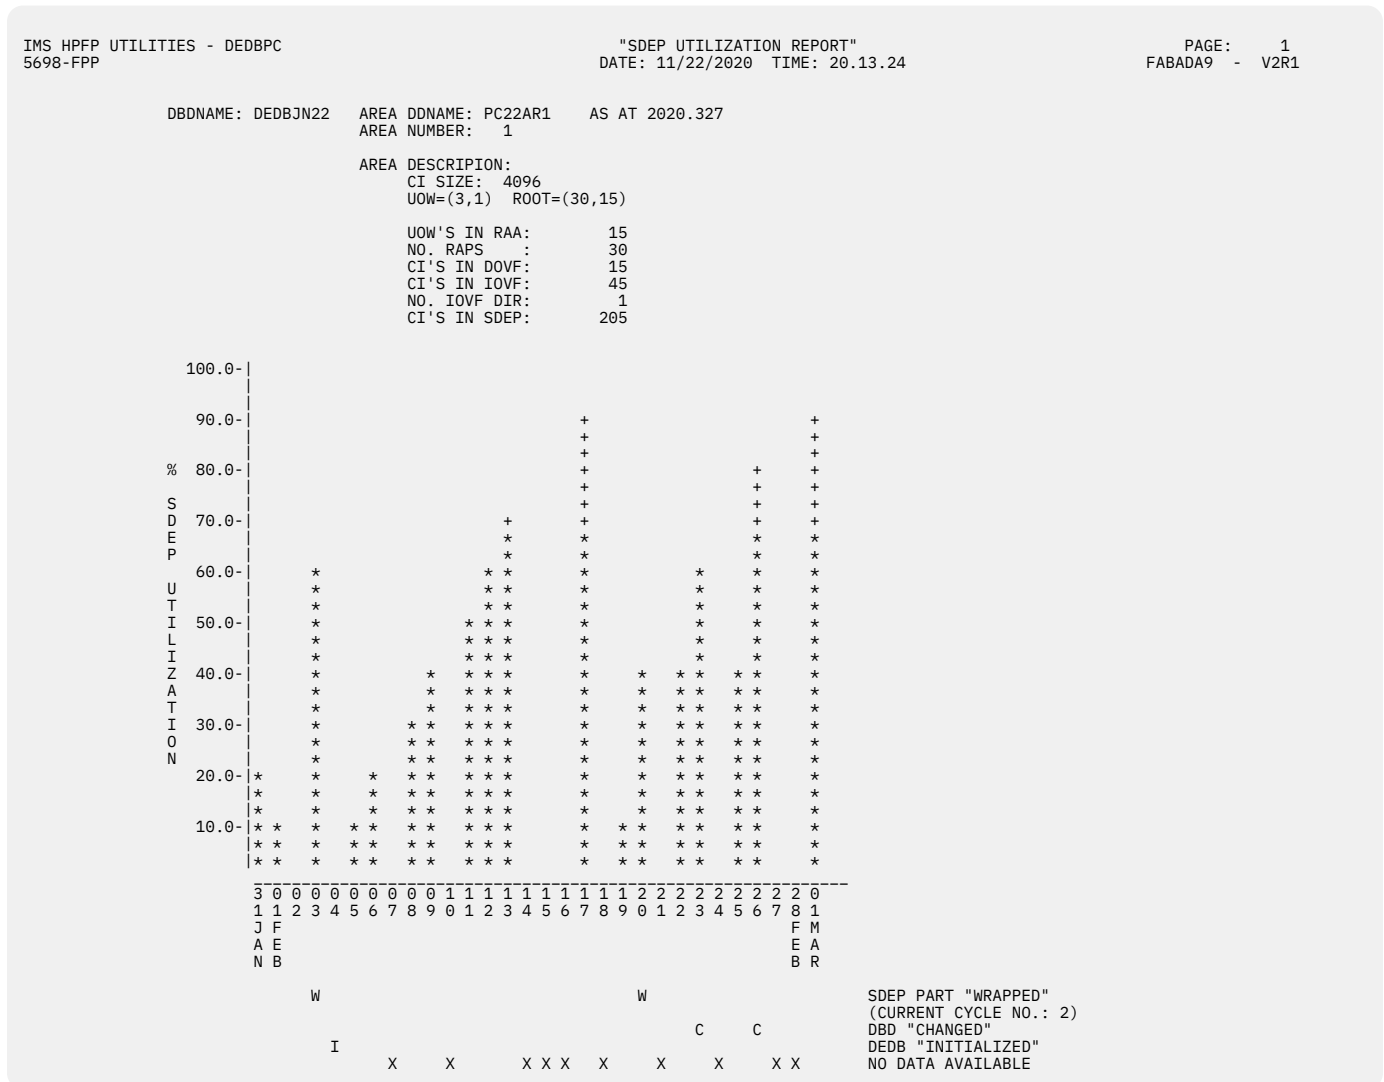 IMS HPFP UTILITIES - DEDBPC "SDEP UTILIZATION REPORT" PAGE: 1
5698-FPP DATE: 11/22/2020 TIME: 20.13.24 FABADA9 - V2R1
DBDNAME: DEDBJN22 AREA DDNAME: PC22AR1 AS AT 2020.327
AREA NUMBER: 1
AREA DESCRIPION:
CI SIZE: 4096
UOW=(3,1) ROOT=(30,15)
UOW'S IN RAA: 15
NO. RAPS : 30
CI'S IN DOVF: 15
CI'S IN IOVF: 45
NO. IOVF DIR: 1
CI'S IN SDEP: 205
100.0-|
|
|
90.0-| + +
| + +
| + +
% 80.0-| + + +
| + + +
S | + + +
D 70.0-| + + + +
E | * * * *
P | * * * *
60.0-| * * * * * * *
U | * * * * * * *
T | * * * * * * *
I 50.0-| * * * * * * * *
L | * * * * * * * *
I | * * * * * * * *
Z 40.0-| * * * * * * * * * * * *
A | * * * * * * * * * * * *
T | * * * * * * * * * * * *
I 30.0-| * * * * * * * * * * * * *
O | * * * * * * * * * * * * *
N | * * * * * * * * * * * * *
20.0-|* * * * * * * * * * * * * * *
|* * * * * * * * * * * * * * *
|* * * * * * * * * * * * * * *
10.0-|* * * * * * * * * * * * * * * * * *
|* * * * * * * * * * * * * * * * * *
|* * * * * * * * * * * * * * * * * *
3 0 0 0 0 0 0 0 0 0 1 1 1 1 1 1 1 1 1 1 2 2 2 2 2 2 2 2 2 0
1 1 2 3 4 5 6 7 8 9 0 1 2 3 4 5 6 7 8 9 0 1 2 3 4 5 6 7 8 1
J F F M
A E E A
N B B R
W W SDEP PART "WRAPPED"
(CURRENT CYCLE NO.: 2)
C C DBD "CHANGED"
I DEDB "INITIALIZED"
X X X X X X X X X X NO DATA AVAILABLE